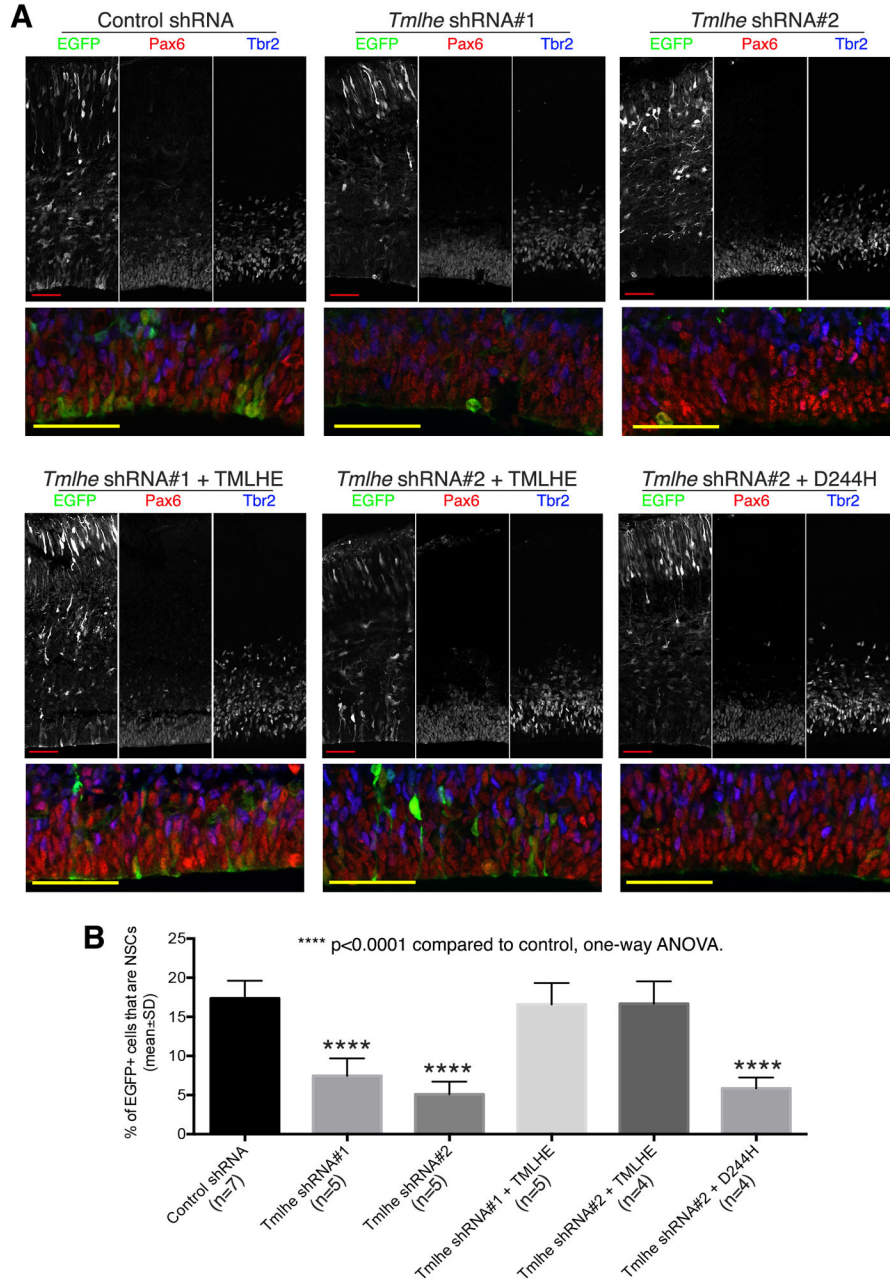 A
Control shRNA
EGFP Pax6 Tbr2
Tmlhe shRNA#1
EGFP Pax6 Tbr2
Tmlhe shRNA#2
EGFP Pax6 Tbr2
Tmlhe shRNA#1 + TMLHE
EGFP Pax6 Tbr2
Tmlhe shRNA#2 + TMLHE
EGFP Pax6 Tbr2
Tmlhe shRNA#2 + D244H
EGFP Pax6 Tbr2
B
**** p<0.0001 compared to control, one-way ANOVA.
% of EGFP+ cells that are NSCs
(mean±SD)
25
20
15
10
5
0
****
****
****
Control shRNA
(n=7)
Tmlhe shRNA#1
(n=5)
Tmlhe shRNA#2
(n=5)
Tmlhe shRNA#1 + TMLHE
(n=5)
Tmlhe shRNA#2 + TMLHE
(n=4)
Tmlhe shRNA#2 + D244H
(n=4)